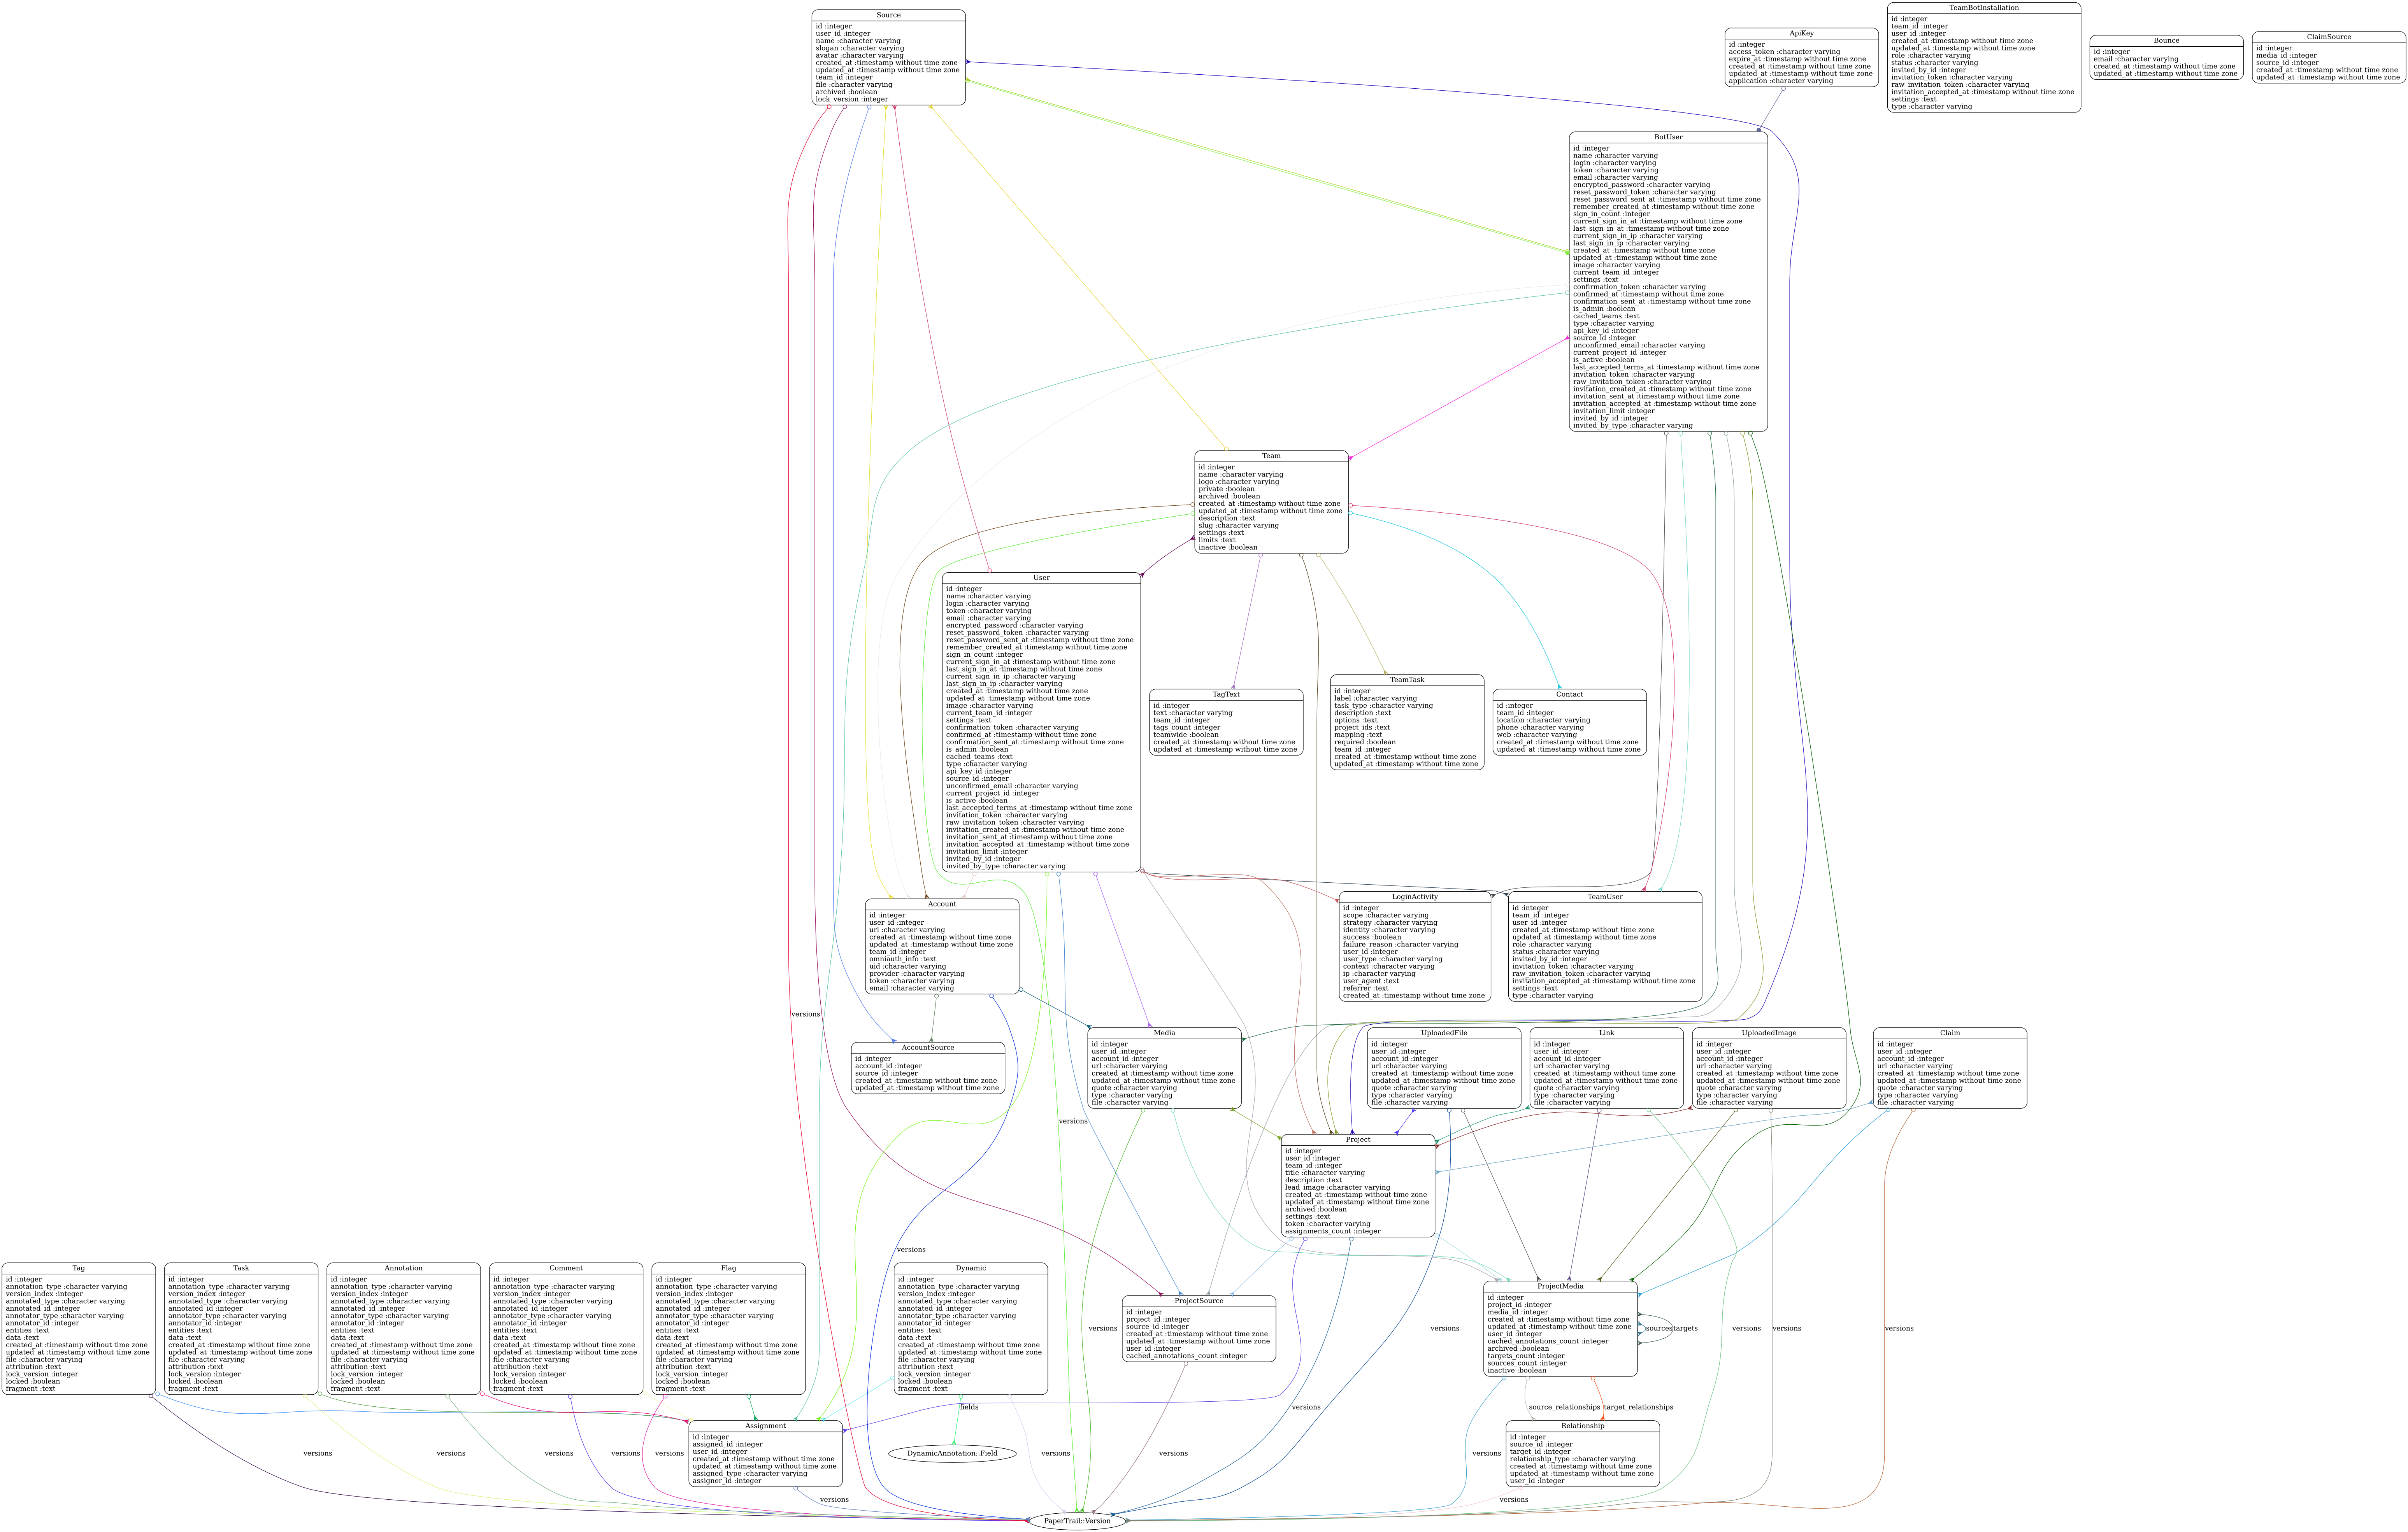 Source
id :integer
user_id :integer
name :character varying
slogan :character varying
avatar :character varying
created_at :timestamp without time zone
updated_at :timestamp without time zone
team_id :integer
file :character varying
archived :boolean
lock_version :integer
ApiKey
id :integer
access_token :character varying
expire_at :timestamp without time zone
created_at :timestamp without time zone
updated_at :timestamp without time zone
application :character varying
TeamBotInstallation
id :integer
team_id :integer
user_id :integer
created_at :timestamp without time zone
updated_at :timestamp without time zone
role :character varying
status :character varying
invited_by_id :integer
invitation_token :character varying
raw_invitation_token :character varying
invitation_accepted_at :timestamp without time zone
settings :text
type :character varying
Bounce
id :integer
email :character varying
created_at :timestamp without time zone
updated_at :timestamp without time zone
ClaimSource
id :integer
media_id :integer
source_id :integer
created_at :timestamp without time zone
updated_at :timestamp without time zone
BotUser
id :integer
name :character varying
login :character varying
token :character varying
email :character varying
encrypted_password :character varying
reset_password_token :character varying
reset_password_sent_at :timestamp without time zone
remember_created_at :timestamp without time zone
sign_in_count :integer
current_sign_in_at :timestamp without time zone
last_sign_in_at :timestamp without time zone
current_sign_in_ip :character varying
last_sign_in_ip :character varying
created_at :timestamp without time zone
updated_at :timestamp without time zone
image :character varying
current_team_id :integer
settings :text
confirmation_token :character varying
confirmed_at :timestamp without time zone
confirmation_sent_at :timestamp without time zone
is_admin :boolean
cached_teams :text
type :character varying
api_key_id :integer
source_id :integer
unconfirmed_email :character varying
current_project_id :integer
is_active :boolean
last_accepted_terms_at :timestamp without time zone
invitation_token :character varying
raw_invitation_token :character varying
invitation_created_at :timestamp without time zone
invitation_sent_at :timestamp without time zone
invitation_accepted_at :timestamp without time zone
invitation_limit :integer
invited_by_id :integer
invited_by_type :character varying
Team
id :integer
name :character varying
logo :character varying
private :boolean
archived :boolean
created_at :timestamp without time zone
updated_at :timestamp without time zone
description :text
slug :character varying
settings :text
limits :text
inactive :boolean
User
id :integer
name :character varying
login :character varying
token :character varying
email :character varying
encrypted_password :character varying
reset_password_token :character varying
reset_password_sent_at :timestamp without time zone
remember_created_at :timestamp without time zone
sign_in_count :integer
current_sign_in_at :timestamp without time zone
last_sign_in_at :timestamp without time zone
current_sign_in_ip :character varying
last_sign_in_ip :character varying
created_at :timestamp without time zone
updated_at :timestamp without time zone
image :character varying
current_team_id :integer
settings :text
confirmation_token :character varying
confirmed_at :timestamp without time zone
confirmation_sent_at :timestamp without time zone
is_admin :boolean
cached_teams :text
type :character varying
api_key_id :integer
source_id :integer
unconfirmed_email :character varying
current_project_id :integer
is_active :boolean
last_accepted_terms_at :timestamp without time zone
invitation_token :character varying
raw_invitation_token :character varying
invitation_created_at :timestamp without time zone
invitation_sent_at :timestamp without time zone
invitation_accepted_at :timestamp without time zone
invitation_limit :integer
invited_by_id :integer
invited_by_type :character varying
TagText
id :integer
text :character varying
team_id :integer
tags_count :integer
teamwide :boolean
created_at :timestamp without time zone
updated_at :timestamp without time zone
TeamTask
id :integer
label :character varying
task_type :character varying
description :text
options :text
project_ids :text
mapping :text
required :boolean
team_id :integer
created_at :timestamp without time zone
updated_at :timestamp without time zone
Contact
id :integer
team_id :integer
location :character varying
phone :character varying
web :character varying
created_at :timestamp without time zone
updated_at :timestamp without time zone
Account
id :integer
user_id :integer
url :character varying
created_at :timestamp without time zone
updated_at :timestamp without time zone
team_id :integer
omniauth_info :text
uid :character varying
provider :character varying
token :character varying
email :character varying
LoginActivity
id :integer
scope :character varying
strategy :character varying
identity :character varying
success :boolean
failure_reason :character varying
user_id :integer
user_type :character varying
context :character varying
ip :character varying
user_agent :text
referrer :text
created_at :timestamp without time zone
TeamUser
id :integer
team_id :integer
user_id :integer
created_at :timestamp without time zone
updated_at :timestamp without time zone
role :character varying
status :character varying
invited_by_id :integer
invitation_token :character varying
raw_invitation_token :character varying
invitation_accepted_at :timestamp without time zone
settings :text
type :character varying
versions
AccountSource
id :integer
account_id :integer
source_id :integer
created_at :timestamp without time zone
updated_at :timestamp without time zone
Media
id :integer
user_id :integer
account_id :integer
url :character varying
created_at :timestamp without time zone
updated_at :timestamp without time zone
quote :character varying
type :character varying
file :character varying
UploadedFile
id :integer
user_id :integer
account_id :integer
url :character varying
created_at :timestamp without time zone
updated_at :timestamp without time zone
quote :character varying
type :character varying
file :character varying
Link
id :integer
user_id :integer
account_id :integer
url :character varying
created_at :timestamp without time zone
updated_at :timestamp without time zone
quote :character varying
type :character varying
file :character varying
UploadedImage
id :integer
user_id :integer
account_id :integer
url :character varying
created_at :timestamp without time zone
updated_at :timestamp without time zone
quote :character varying
type :character varying
file :character varying
Claim
id :integer
user_id :integer
account_id :integer
url :character varying
created_at :timestamp without time zone
updated_at :timestamp without time zone
quote :character varying
type :character varying
file :character varying
versions
Project
id :integer
user_id :integer
team_id :integer
title :character varying
description :text
lead_image :character varying
created_at :timestamp without time zone
updated_at :timestamp without time zone
archived :boolean
settings :text
token :character varying
assignments_count :integer
versions
Tag
id :integer
annotation_type :character varying
version_index :integer
annotated_type :character varying
annotated_id :integer
annotator_type :character varying
annotator_id :integer
entities :text
data :text
created_at :timestamp without time zone
updated_at :timestamp without time zone
file :character varying
attribution :text
lock_version :integer
locked :boolean
fragment :text
Task
id :integer
annotation_type :character varying
version_index :integer
annotated_type :character varying
annotated_id :integer
annotator_type :character varying
annotator_id :integer
entities :text
data :text
created_at :timestamp without time zone
updated_at :timestamp without time zone
file :character varying
attribution :text
lock_version :integer
locked :boolean
fragment :text
Annotation
id :integer
annotation_type :character varying
version_index :integer
annotated_type :character varying
annotated_id :integer
annotator_type :character varying
annotator_id :integer
entities :text
data :text
created_at :timestamp without time zone
updated_at :timestamp without time zone
file :character varying
attribution :text
lock_version :integer
locked :boolean
fragment :text
Comment
id :integer
annotation_type :character varying
version_index :integer
annotated_type :character varying
annotated_id :integer
annotator_type :character varying
annotator_id :integer
entities :text
data :text
created_at :timestamp without time zone
updated_at :timestamp without time zone
file :character varying
attribution :text
lock_version :integer
locked :boolean
fragment :text
Flag
id :integer
annotation_type :character varying
version_index :integer
annotated_type :character varying
annotated_id :integer
annotator_type :character varying
annotator_id :integer
entities :text
data :text
created_at :timestamp without time zone
updated_at :timestamp without time zone
file :character varying
attribution :text
lock_version :integer
locked :boolean
fragment :text
Dynamic
id :integer
annotation_type :character varying
version_index :integer
annotated_type :character varying
annotated_id :integer
annotator_type :character varying
annotator_id :integer
entities :text
data :text
created_at :timestamp without time zone
updated_at :timestamp without time zone
file :character varying
attribution :text
lock_version :integer
locked :boolean
fragment :text
ProjectSource
id :integer
project_id :integer
source_id :integer
created_at :timestamp without time zone
updated_at :timestamp without time zone
user_id :integer
cached_annotations_count :integer
ProjectMedia
id :integer
project_id :integer
media_id :integer
created_at :timestamp without time zone
updated_at :timestamp without time zone
user_id :integer
cached_annotations_count :integer
archived :boolean
targets_count :integer
sources_count :integer
inactive :boolean
sources
targets
versions
versions
versions
versions
versions
versions
fields
source_relationships
target_relationships
Assignment
id :integer
assigned_id :integer
user_id :integer
created_at :timestamp without time zone
updated_at :timestamp without time zone
assigned_type :character varying
assigner_id :integer
DynamicAnnotation::Field
Relationship
id :integer
source_id :integer
target_id :integer
relationship_type :character varying
created_at :timestamp without time zone
updated_at :timestamp without time zone
user_id :integer
versions
versions
versions
versions
versions
versions
versions
versions
versions
versions
PaperTrail::Version